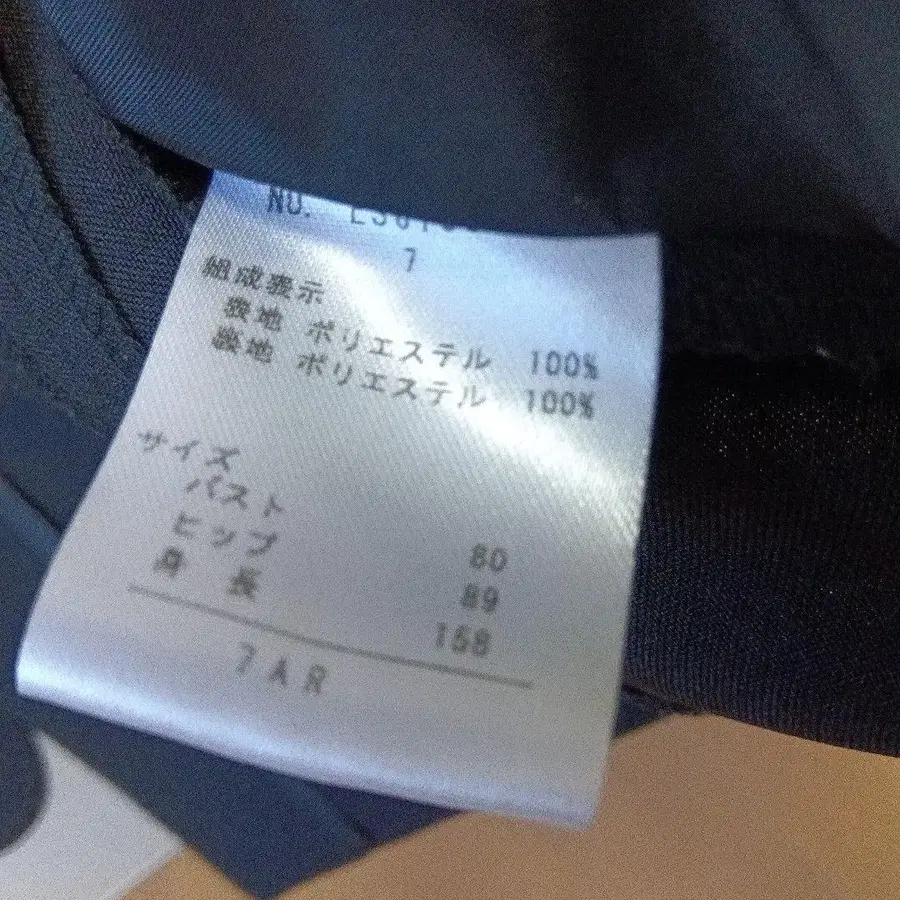 NO.
7
組成表示
表地 ポリエステル 100%
裏地 ポリエステル 100%
サイズ
バスト 80
ヒップ 89
身長 158
7AR